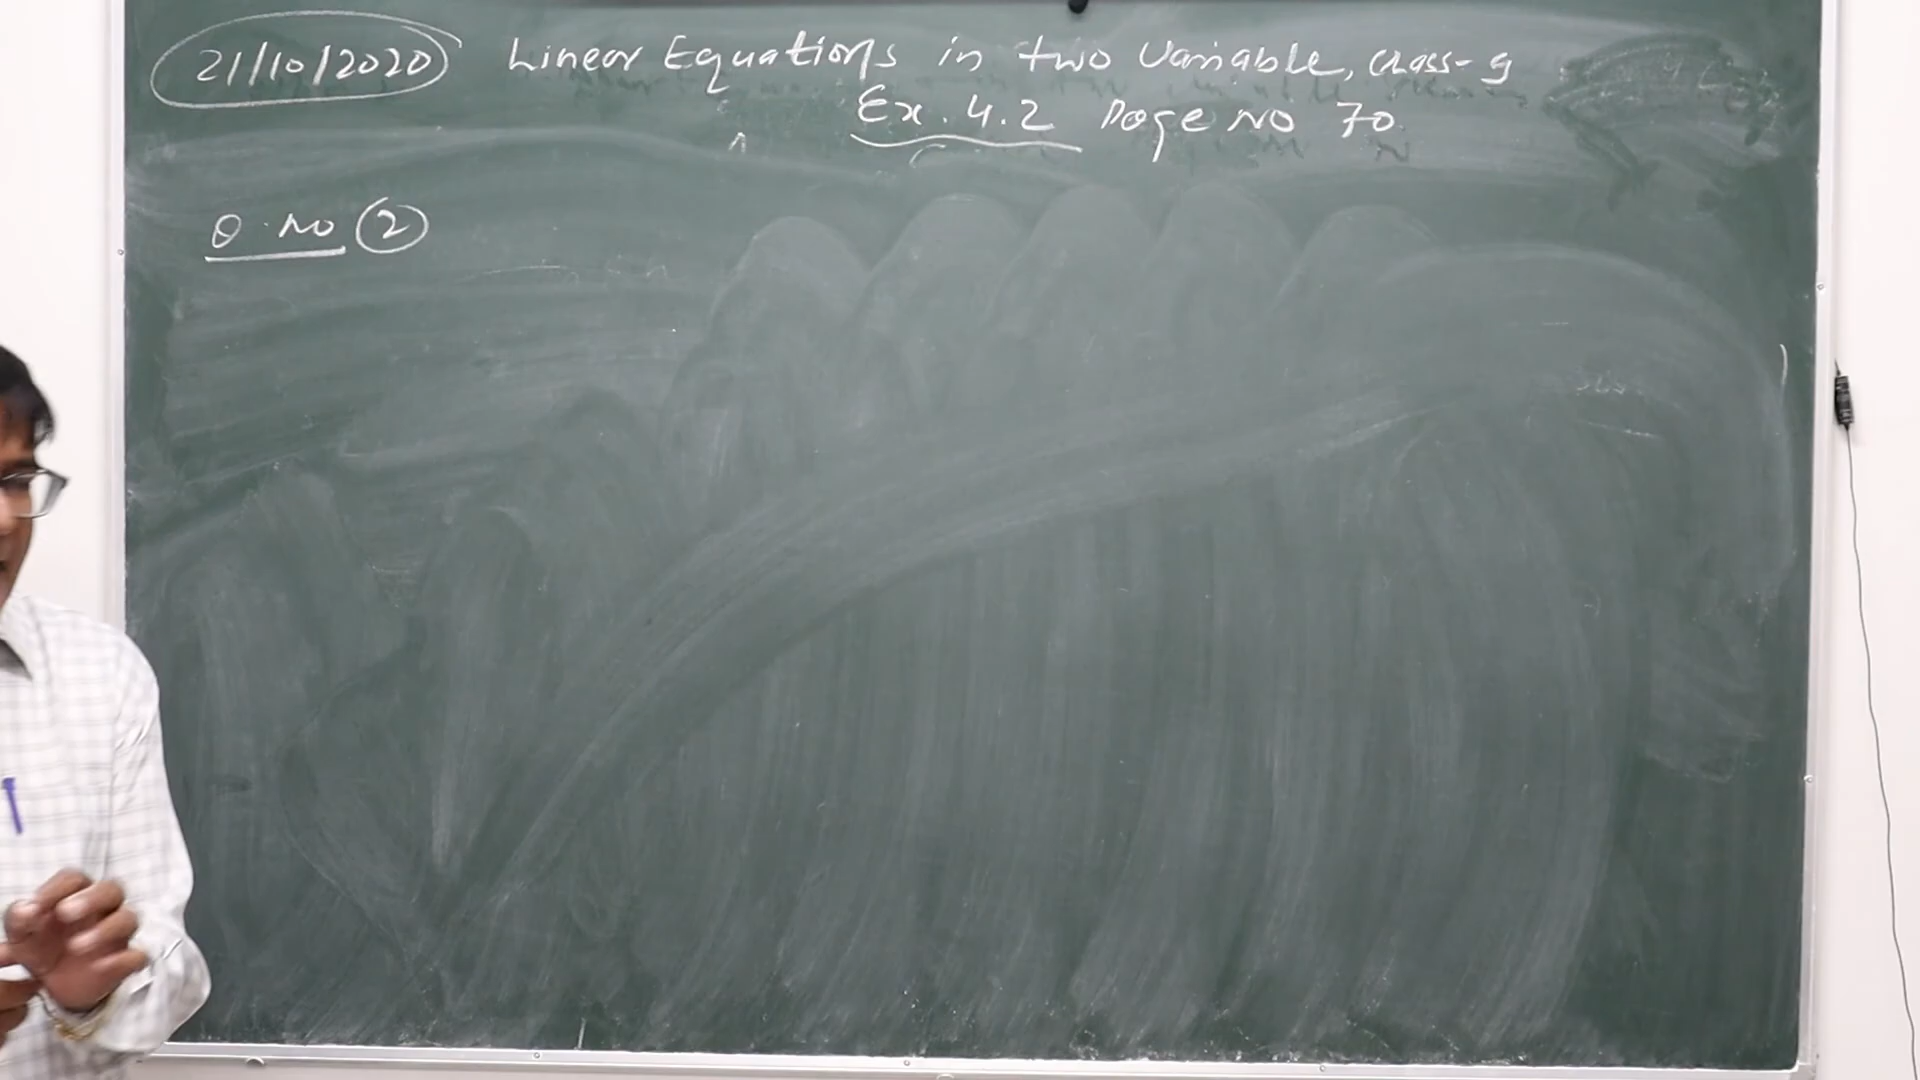 21/10/2020 Linear Equations in two Variable, class-9
Ex. 4.2 Page No 70
Q. No 2